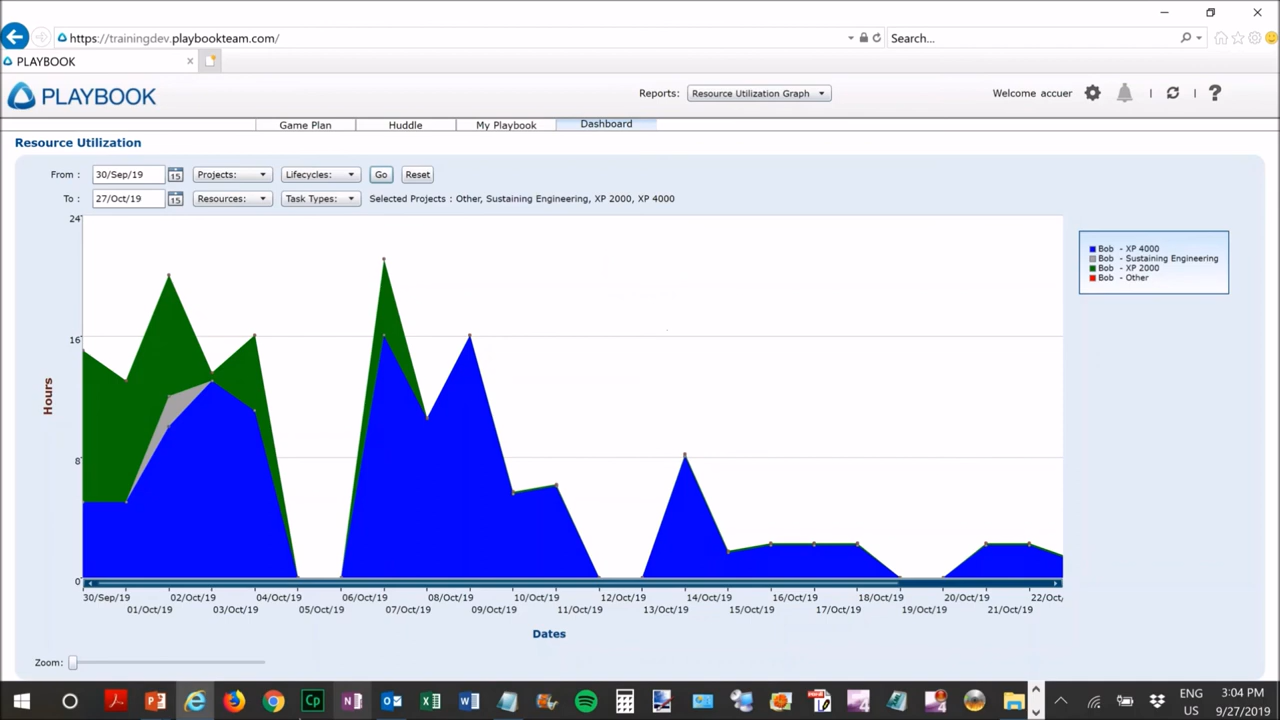 https://trainingdev.playbookteam.com/
Search...
PLAYBOOK
PLAYBOOK
Reports: Resource Utilization Graph
Welcome accuer
Game Plan Huddle My Playbook Dashboard
Resource Utilization
From : 30/Sep/19 15 Projects: Lifecycles: Go Reset
To : 27/Oct/19 15 Resources: Task Types: Selected Projects : Other, Sustaining Engineering, XP 2000, XP 4000
24
16
8
0
Hours
Bob - XP 4000
Bob - Sustaining Engineering
Bob - XP 2000
Bob - Other
30/Sep/19 02/Oct/19 04/Oct/19 06/Oct/19 08/Oct/19 10/Oct/19 12/Oct/19 14/Oct/19 16/Oct/19 18/Oct/19 20/Oct/19 22/Oct/
01/Oct/19 03/Oct/19 05/Oct/19 07/Oct/19 09/Oct/19 11/Oct/19 13/Oct/19 15/Oct/19 17/Oct/19 19/Oct/19 21/Oct/19
Dates
Zoom:
ENG 3:04 PM
US 9/27/2019